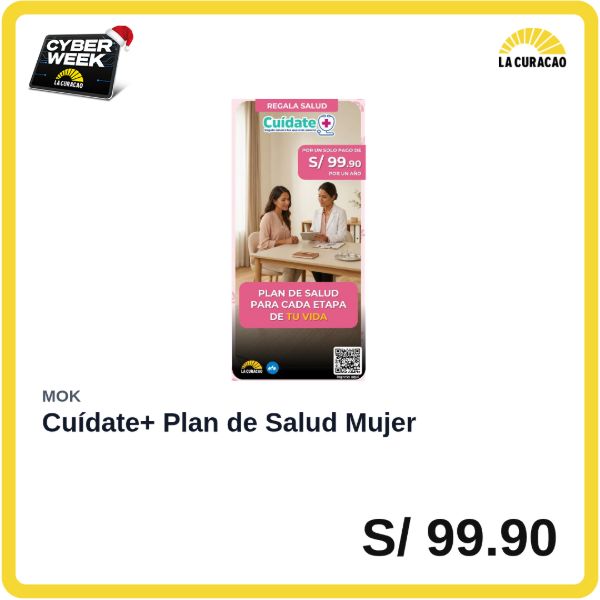 CYBER
WEEK
LA CURACAO
LA CURACAO
REGALA SALUD
Cuídate+
POR UN SOLO PAGO DE
S/ 99.90
POR UN AÑO
PLAN DE SALUD
PARA CADA ETAPA
DE TU VIDA
LA CURACAO
MOK
Cuídate+ Plan de Salud Mujer
S/ 99.90